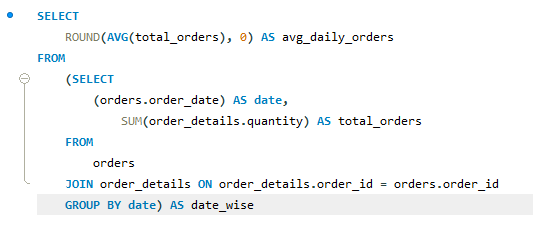 SELECT
ROUND(AVG(total_orders), 0) AS avg_daily_orders
FROM
(SELECT
(orders.order_date) AS date,
SUM(order_details.quantity) AS total_orders
FROM
orders
JOIN order_details ON order_details.order_id = orders.order_id
GROUP BY date) AS date_wise